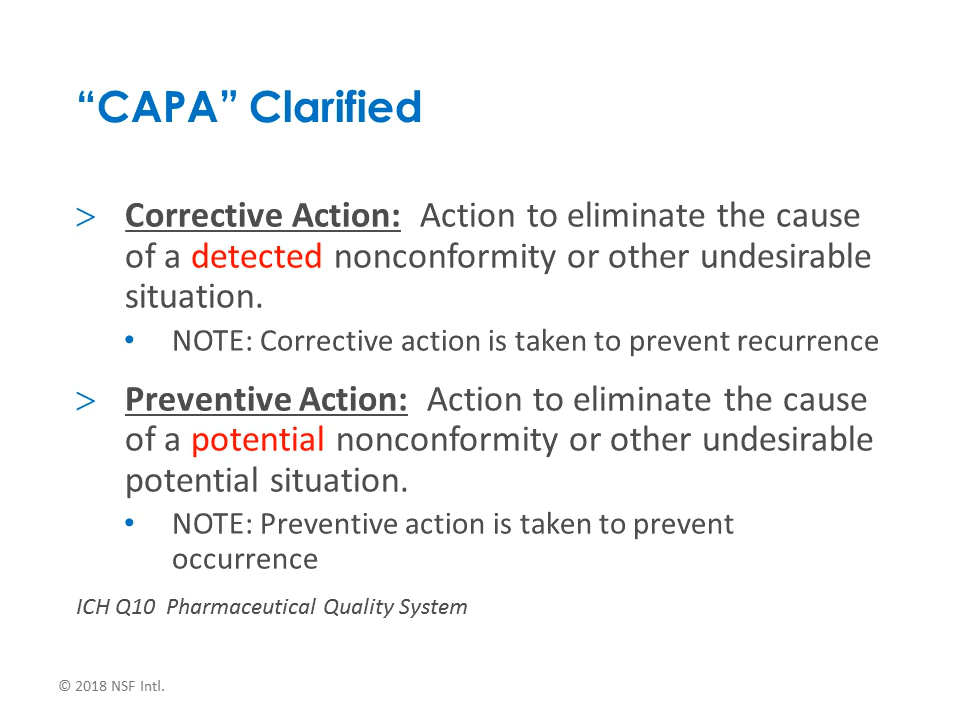 “CAPA” Clarified
> Corrective Action: Action to eliminate the cause
of a detected nonconformity or other undesirable
situation.
• NOTE: Corrective action is taken to prevent recurrence
> Preventive Action: Action to eliminate the cause
of a potential nonconformity or other undesirable
potential situation.
• NOTE: Preventive action is taken to prevent
occurrence
ICH Q10 Pharmaceutical Quality System
© 2018 NSF Intl.